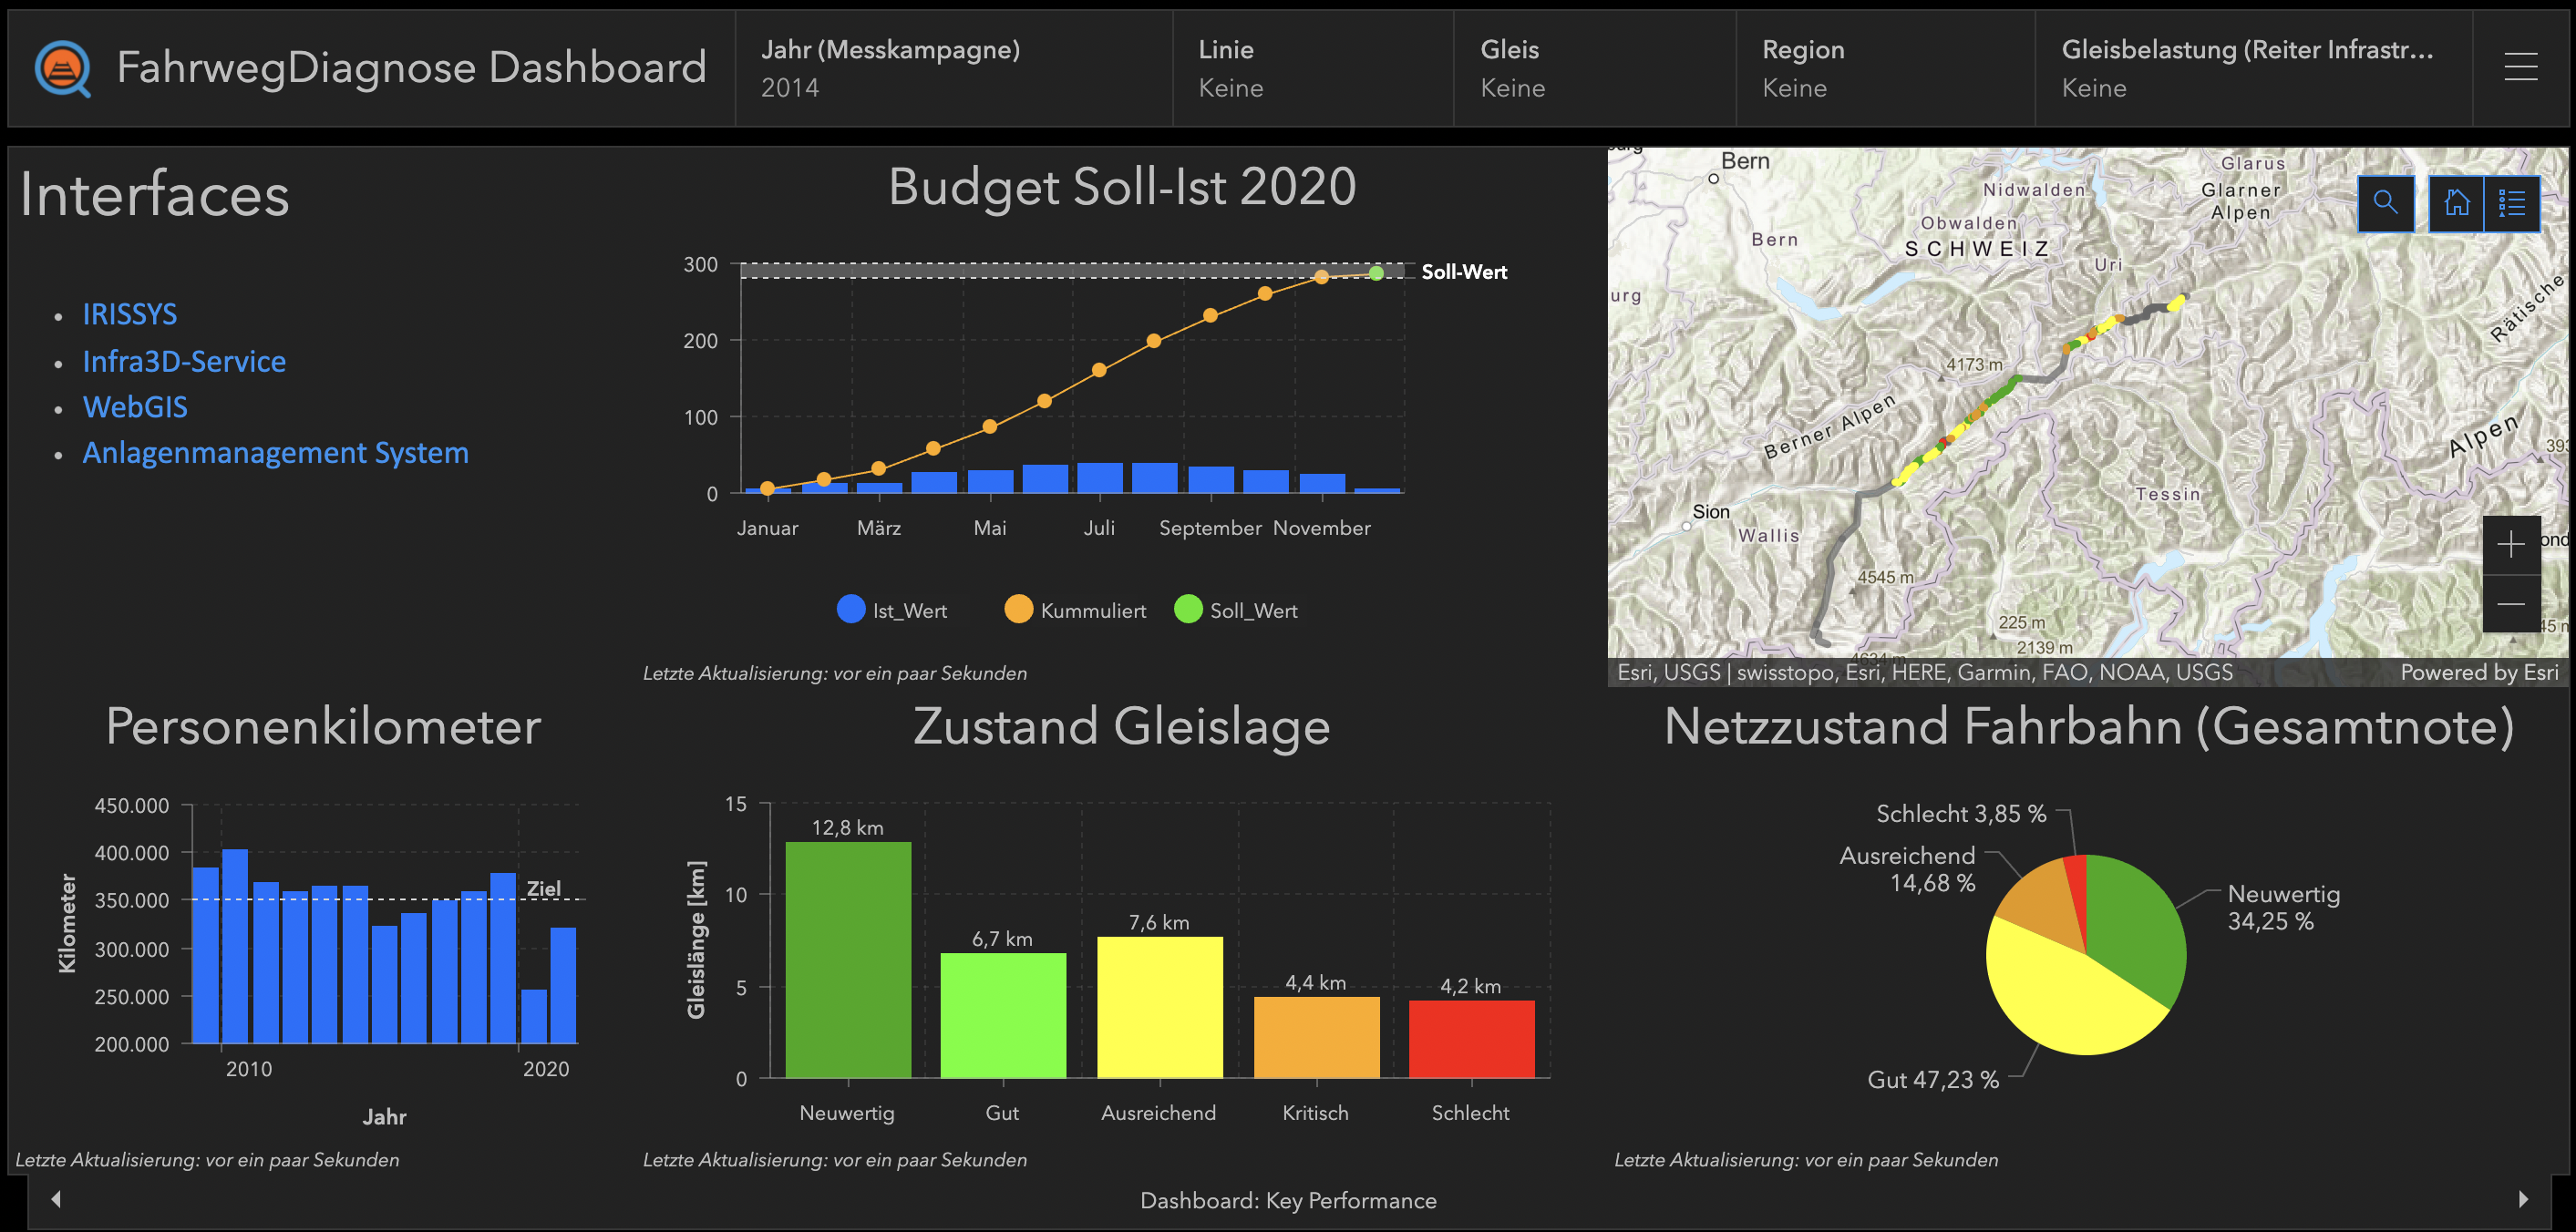 FahrwegDiagnose Dashboard
Jahr (Messkampagne)
2014
Linie
Keine
Gleis
Keine
Region
Keine
Gleisbelastung (Reiter Infrastr...
Keine
Interfaces
IRISSYS
Infra3D-Service
WebGIS
Anlagenmanagement System
Budget Soll-Ist 2020
300
200
100
0
Soll-Wert
Januar März Mai Juli September November
Ist_Wert Kummuliert Soll_Wert
Letzte Aktualisierung: vor ein paar Sekunden
Bern
Glarus
Nidwalden
Glarner
Alpen
Obwalden
Bern
SCHWEIZ
Uri
urg
Rätische
4173 m
Berner Alpen
Alpen
Tessin
Sion
Wallis
4545 m
225 m
2139 m
4634 m
Esri, USGS | swisstopo, Esri, HERE, Garmin, FAO, NOAA, USGS
Powered by Esri
Personenkilometer
450.000
400.000
350.000
300.000
250.000
200.000
Kilometer
Ziel
2010 2020
Jahr
Letzte Aktualisierung: vor ein paar Sekunden
Zustand Gleislage
15
10
5
0
Gleislänge [km]
12,8 km
6,7 km
7,6 km
4,4 km
4,2 km
Neuwertig Gut Ausreichend Kritisch Schlecht
Letzte Aktualisierung: vor ein paar Sekunden
Netzzustand Fahrbahn (Gesamtnote)
Schlecht 3,85 %
Ausreichend
14,68 %
Neuwertig
34,25 %
Gut 47,23 %
Letzte Aktualisierung: vor ein paar Sekunden
Dashboard: Key Performance